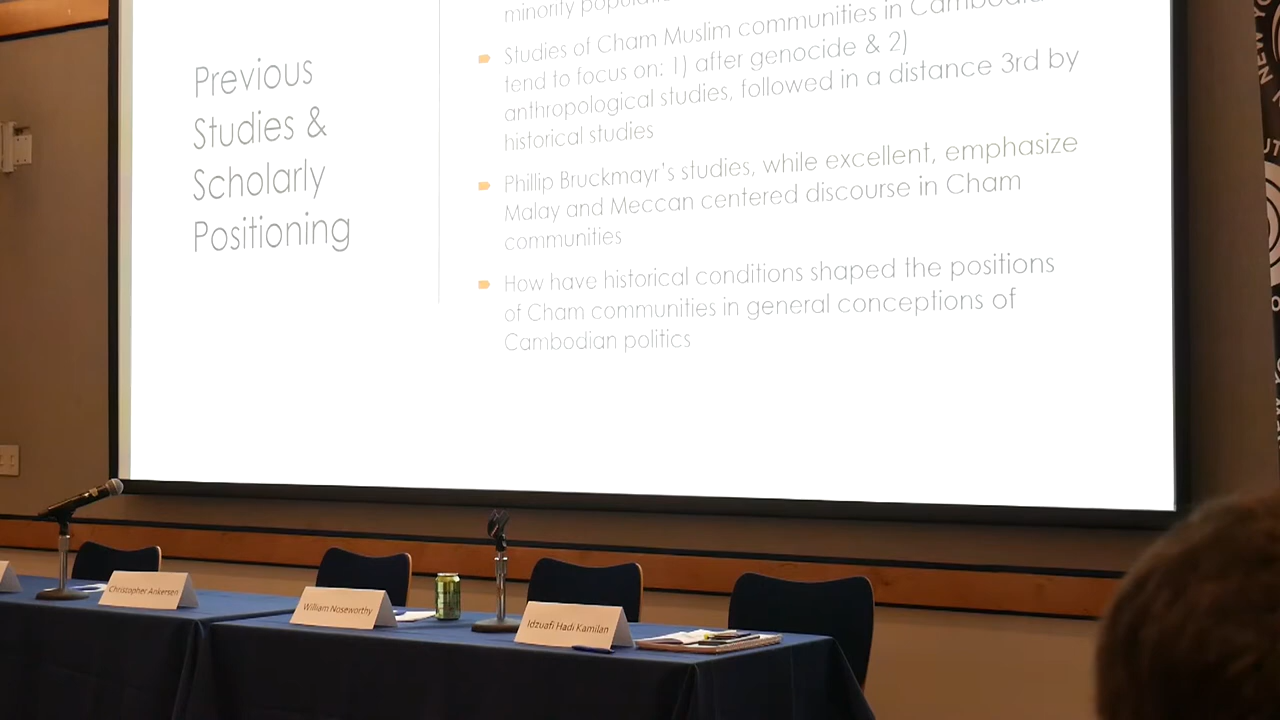 Previous
Studies &
Scholarly
Positioning
minority
Studies of Cham Muslim communities in
tend to focus on: 1) after genocide & 2)
anthropological studies, followed in a distance 3rd by
historical studies
Phillip Bruckmayr's studies, while excellent, emphasize
Malay and Meccan centered discourse in Cham
communities
How have historical conditions shaped the positions
of Cham communities in general conceptions of
Cambodian politics
NEW YO
Christopher Ankersen
William Noseworthy
Idzuafi Hadi Kamilan